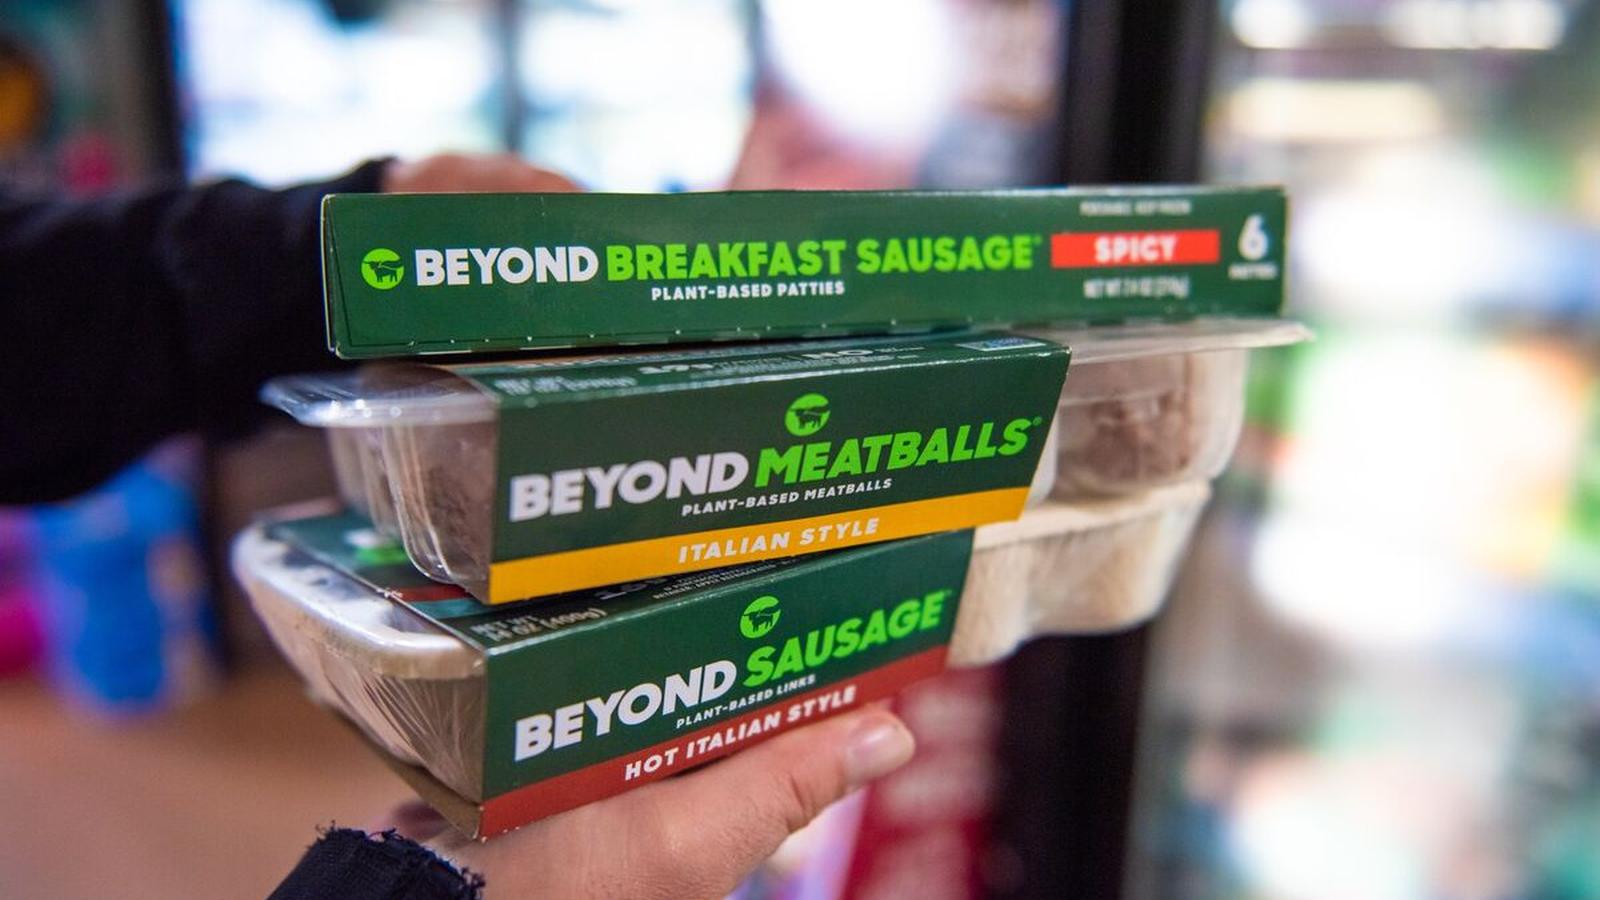 BEYOND BREAKFAST SAUSAGE
PLANT-BASED PATTIES
SPICY
6
BEYOND MEATBALLS
PLANT-BASED MEATBALLS
ITALIAN STYLE
BEYOND SAUSAGE
PLANT-BASED LINKS
HOT ITALIAN STYLE